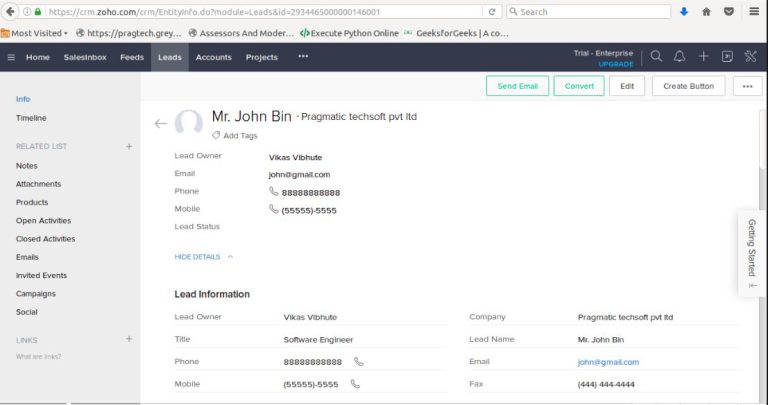 https://crm.zoho.com/crm/EntityInfo.do?module=Leads&id=2934465000000146001
Search
Most Visited
https://pragtech.grey...
Assessors And Moder...
Execute Python Online
GeeksforGeeks | A co...
Home SalesInbox Feeds Leads Accounts Projects ...
Trial - Enterprise
UPGRADE
Send Email Convert Edit Create Button ...
Info
Timeline
RELATED LIST +
Notes
Attachments
Products
Open Activities
Closed Activities
Emails
Invited Events
Campaigns
Social
LINKS +
What are links?
Mr. John Bin - Pragmatic techsoft pvt ltd
Add Tags
Lead Owner Vikas Vibhute
Email john@gmail.com
Phone 88888888888
Mobile (55555)-5555
Lead Status
HIDE DETAILS
Lead Information
Lead Owner Vikas Vibhute Company Pragmatic techsoft pvt ltd
Title Software Engineer Lead Name Mr. John Bin
Phone 88888888888 Email john@gmail.com
Mobile (55555)-5555 Fax (444) 444-4444
Getting Started